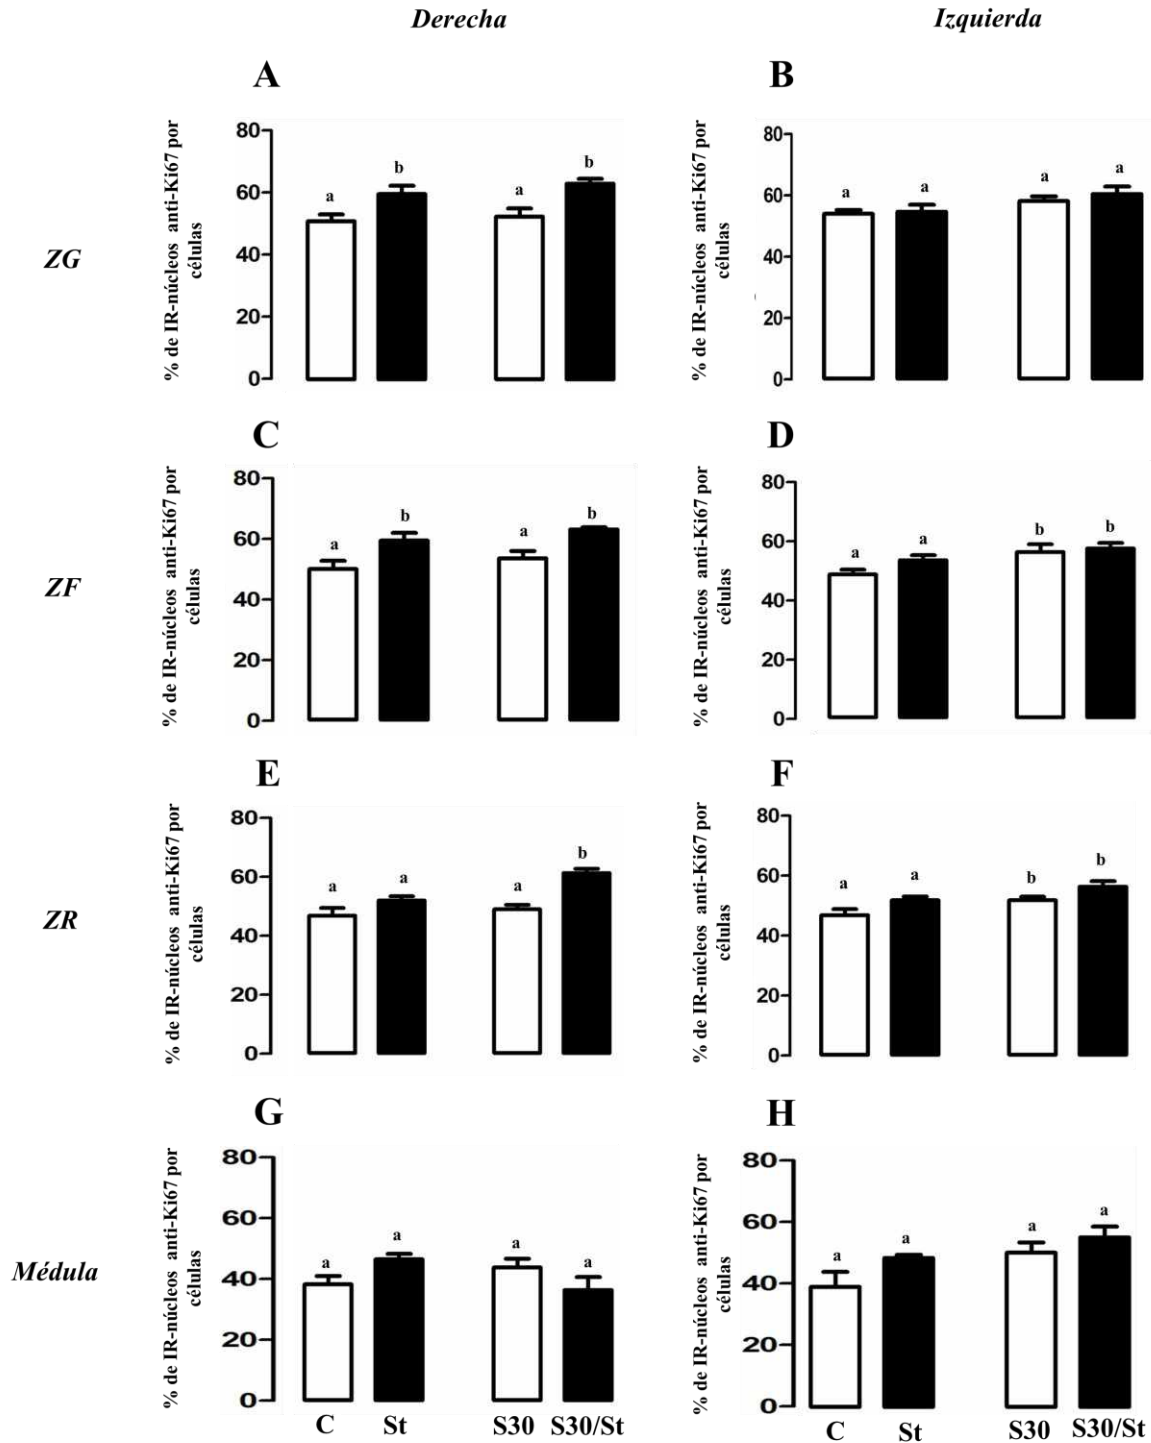 Derecha
Izquierda
A
B
ZG
% de IR-núcleos anti-Ki67 por
células
80
60
40
20
0
a
b
a
b
% de IR-núcleos anti-Ki67 por
células
80
60
40
20
0
a
a
a
a
C
D
ZF
% de IR-núcleos anti-Ki67 por
células
80
60
40
20
0
a
b
a
b
% de IR-núcleos anti-Ki67 por
células
80
60
40
20
0
a
a
b
b
E
F
ZR
% de IR-núcleos anti-Ki67 por
células
80
60
40
20
0
a
a
a
b
% de IR-núcleos anti-Ki67 por
células
80
60
40
20
0
a
a
b
b
G
H
Médula
% de IR-núcleos anti-Ki67 por
células
80
60
40
20
0
a
a
a
a
C St S30 S30/St
% de IR-núcleos anti-Ki67 por
células
80
60
40
20
0
a
a
a
a
C St S30 S30/St